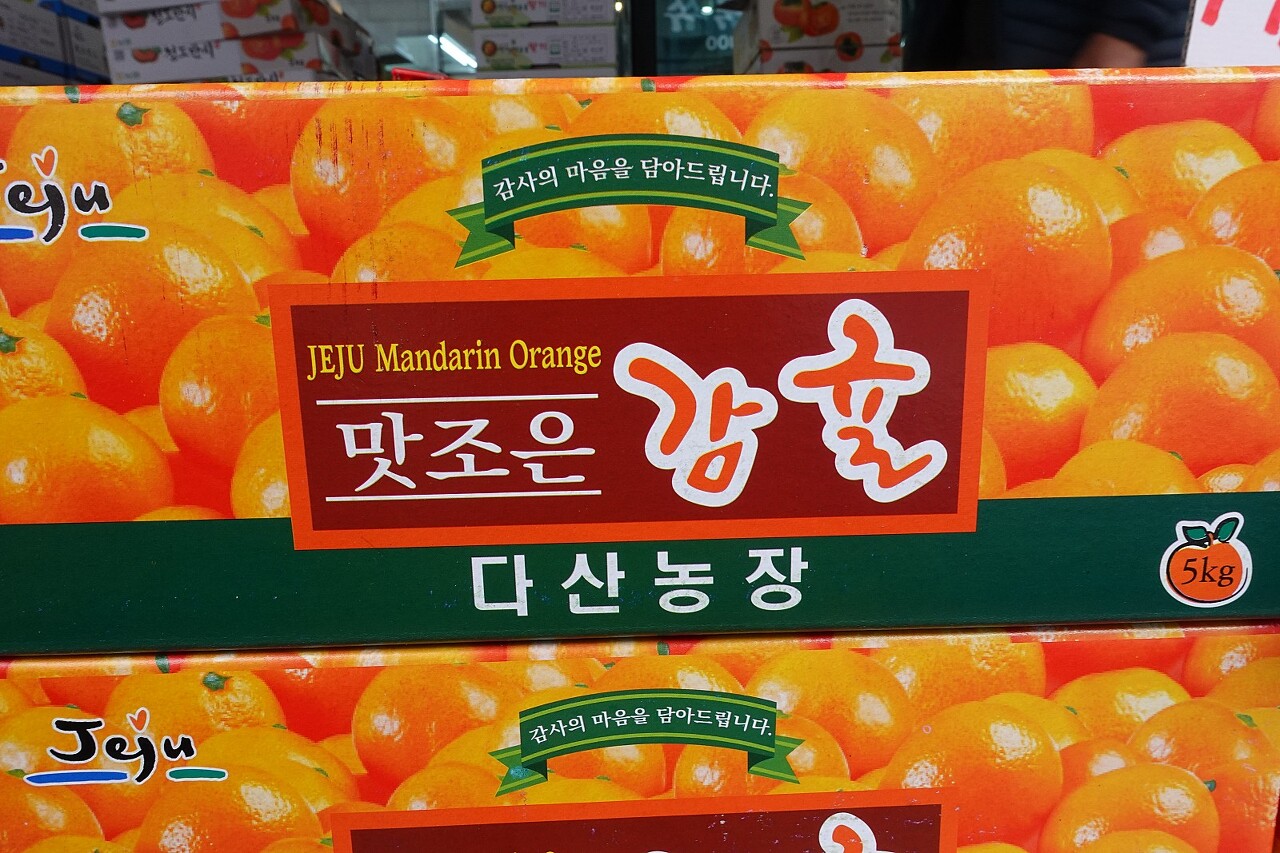 Jeju
감사의 마음을 담아드립니다.
JEJU Mandarin Orange
맛조은
감귤
다산농장
5kg
Jeju
감사의 마음을 담아드립니다.